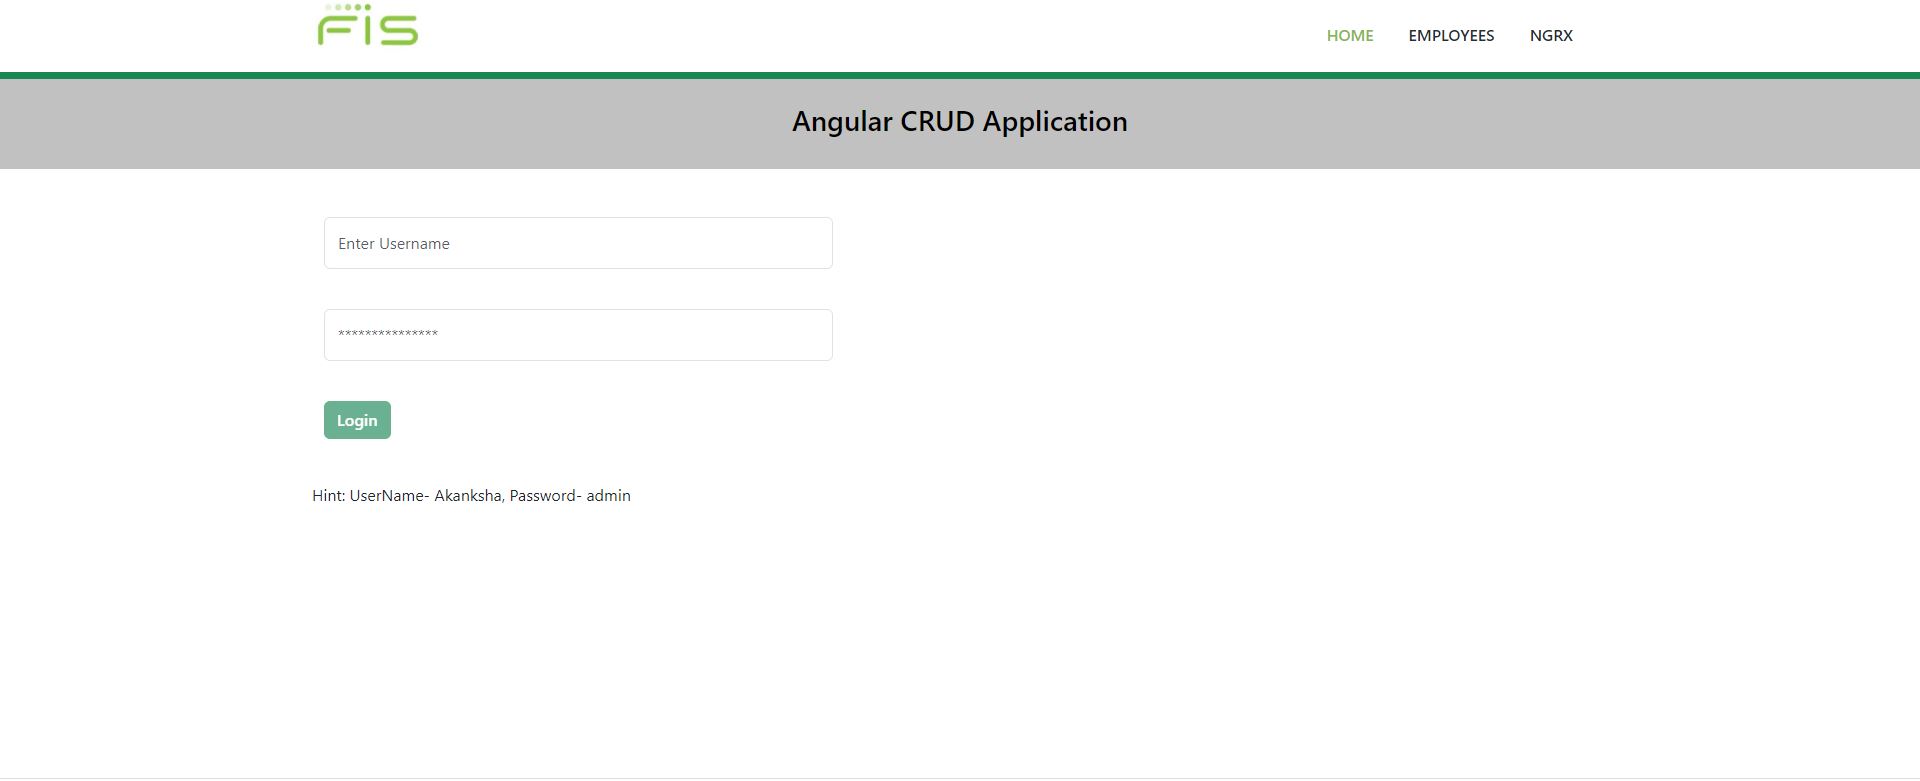 FIS
HOME EMPLOYEES NGRX
Angular CRUD Application
Enter Username
***************
Login
Hint: UserName- Akanksha, Password- admin